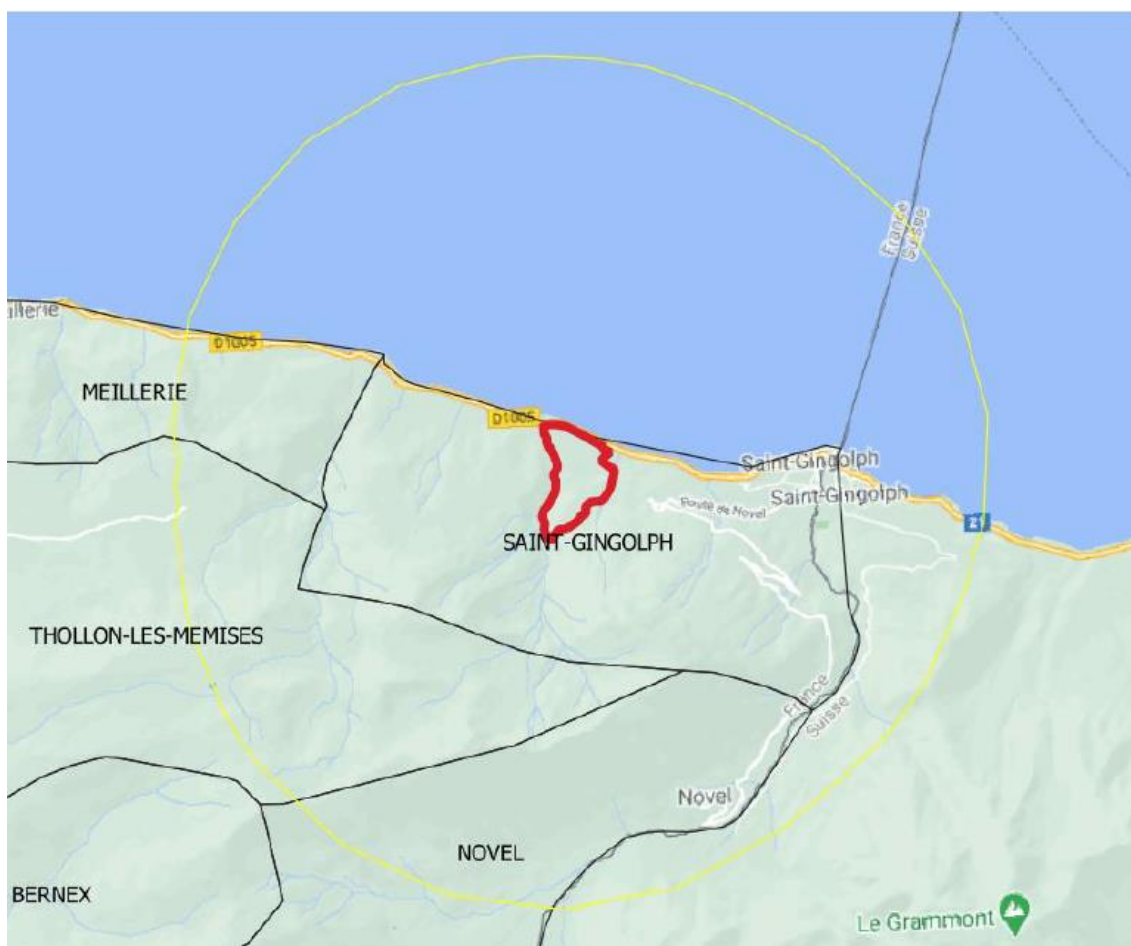 France
Suisse
illerie
D1005
MEILLERIE
D1005
Saint-Gingolph
Saint-Gingolph
Route de Novel
21
SAINT-GINGOLPH
THOLLON-LES-MEMISES
France
Suisse
Novel
NOVEL
BERNEX
Le Grammont